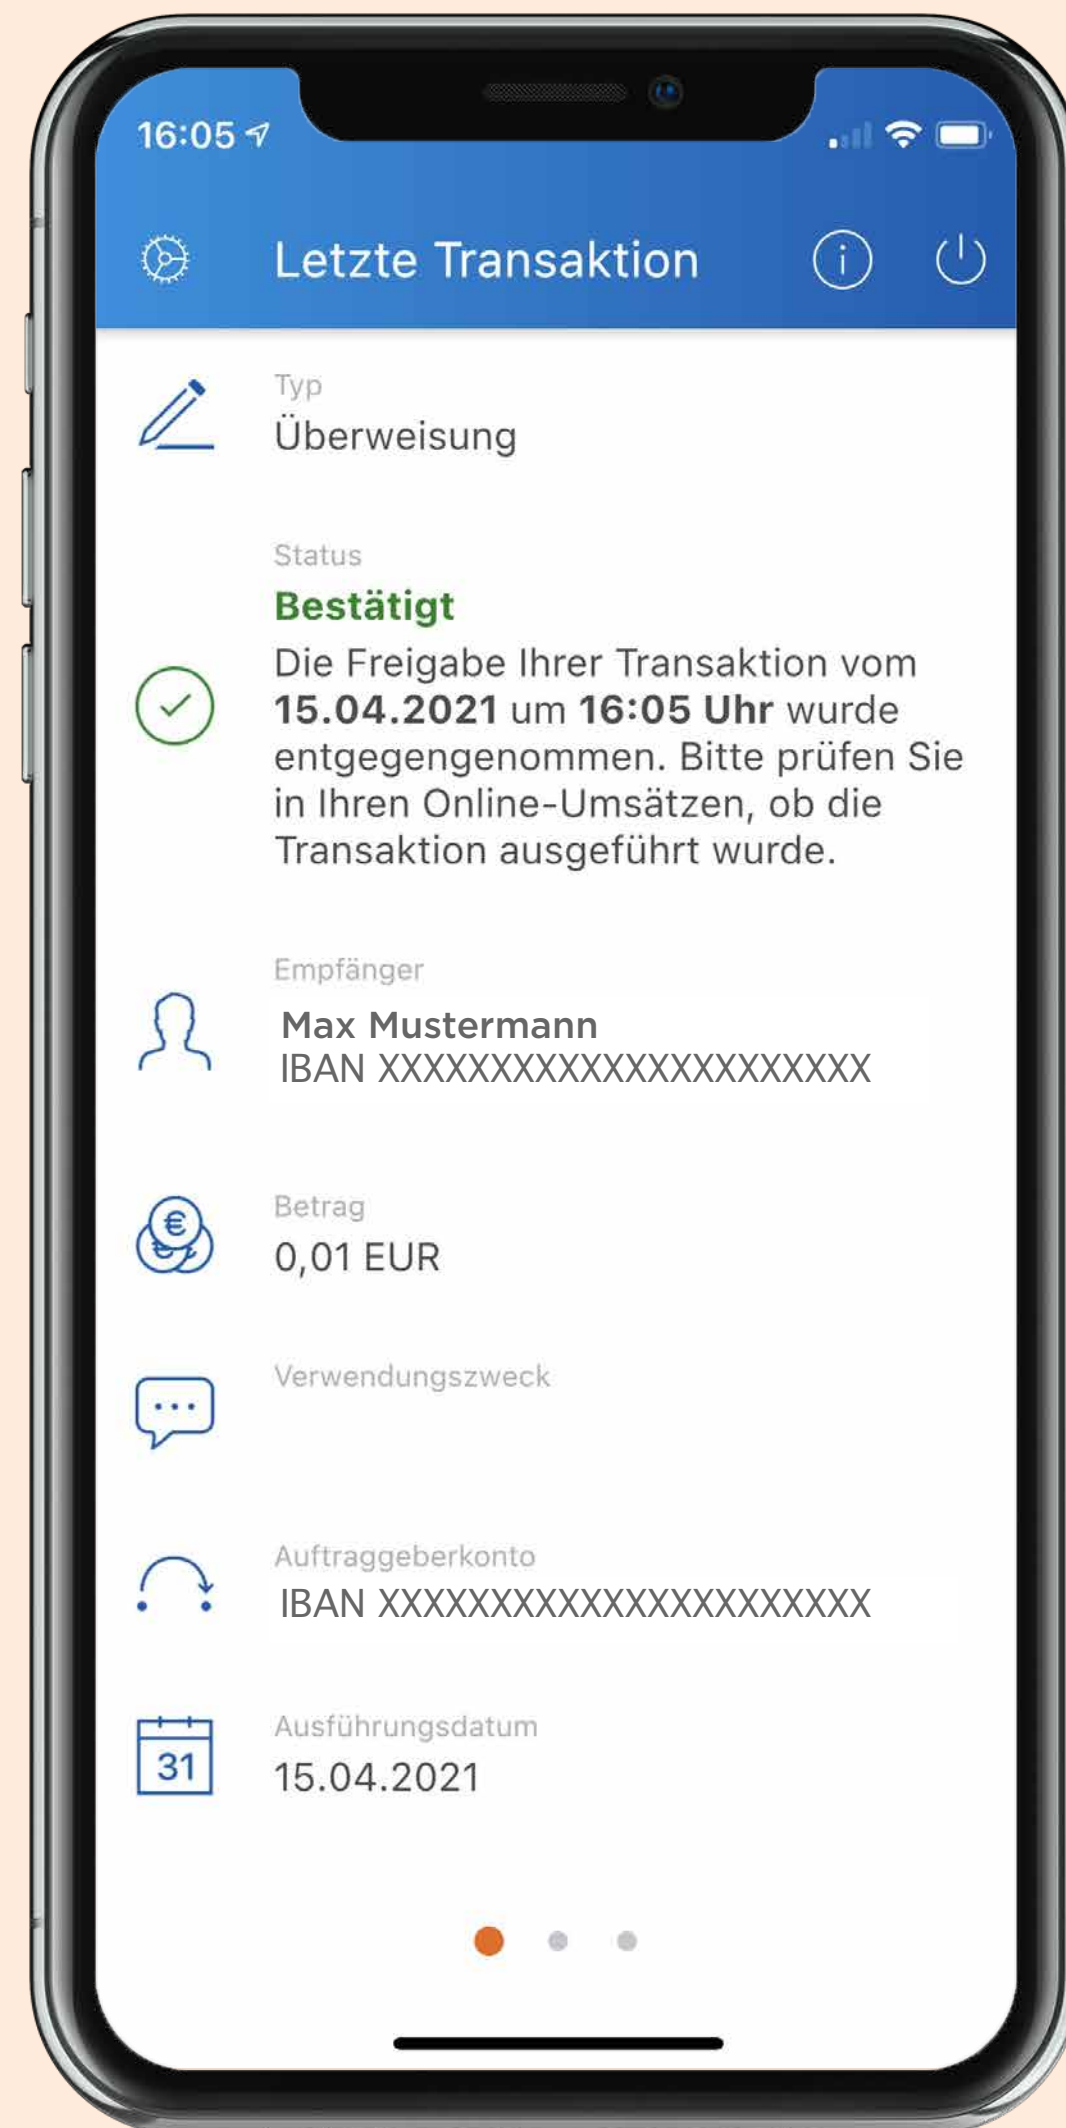 16:05
Letzte Transaktion
Typ
Überweisung
Status
Bestätigt
Die Freigabe Ihrer Transaktion vom
15.04.2021 um 16:05 Uhr wurde
entgegengenommen. Bitte prüfen Sie
in Ihren Online-Umsätzen, ob die
Transaktion ausgeführt wurde.
Empfänger
Max Mustermann
IBAN XXXXXXXXXXXXXXXXXXXXXX
Betrag
0,01 EUR
Verwendungszweck
Auftraggeberkonto
IBAN XXXXXXXXXXXXXXXXXXXXXX
Ausführungsdatum
31
15.04.2021